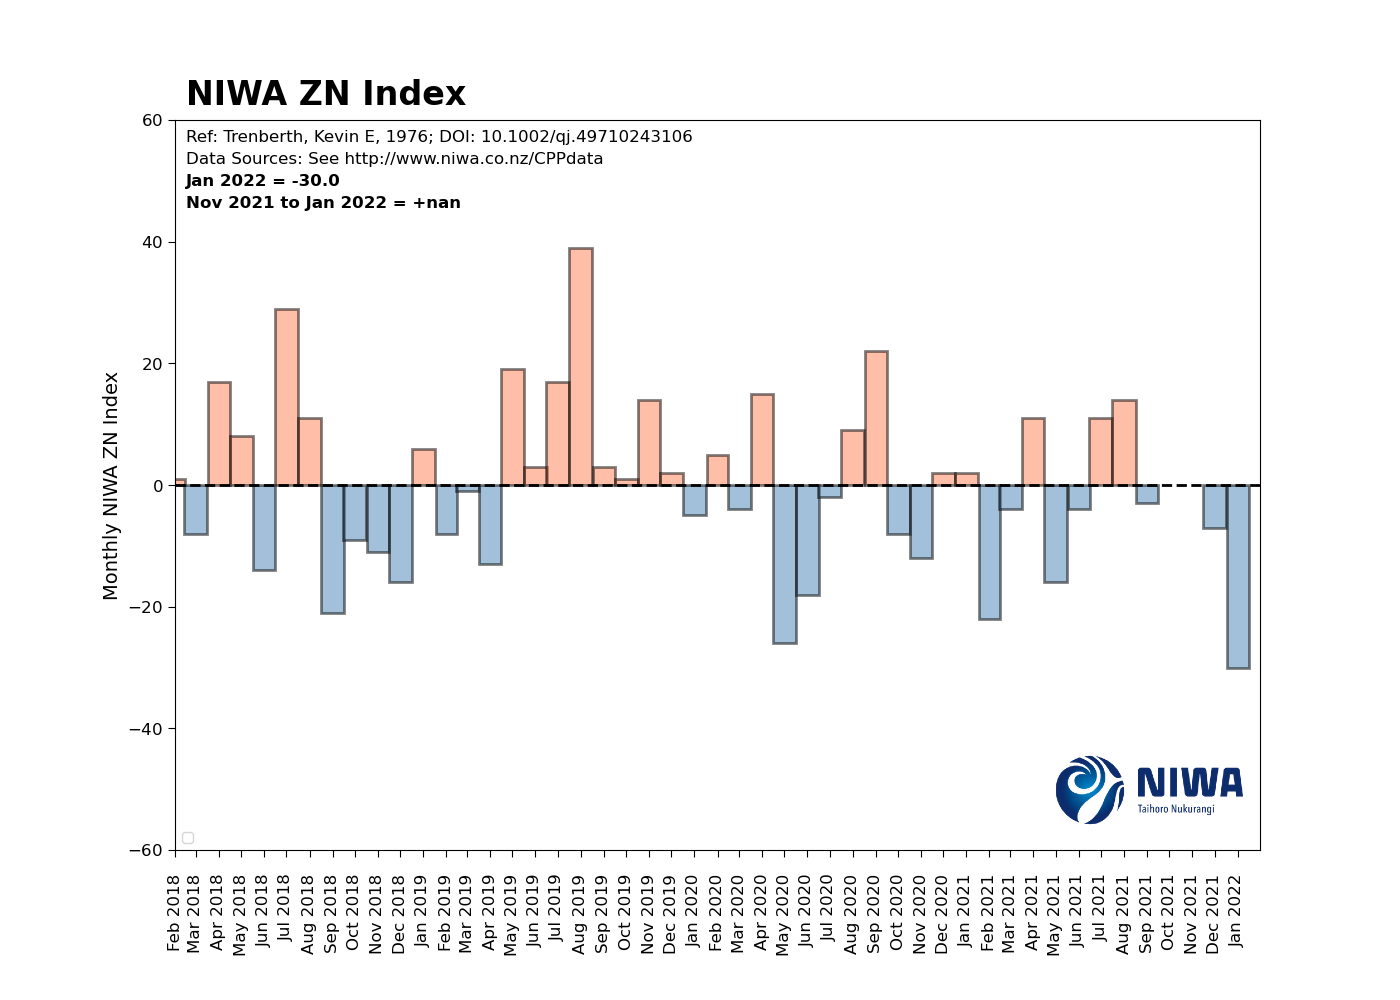 NIWA ZN Index
Ref: Trenberth, Kevin E, 1976; DOI: 10.1002/qj.49710243106
Data Sources: See http://www.niwa.co.nz/CPPdata
Jan 2022 = -30.0
Nov 2021 to Jan 2022 = +nan
Monthly NIWA ZN Index
60
40
20
0
−20
−40
−60
NIWA
Taihoro Nukurangi
Feb 2018
Mar 2018
Apr 2018
May 2018
Jun 2018
Jul 2018
Aug 2018
Sep 2018
Oct 2018
Nov 2018
Dec 2018
Jan 2019
Feb 2019
Mar 2019
Apr 2019
May 2019
Jun 2019
Jul 2019
Aug 2019
Sep 2019
Oct 2019
Nov 2019
Dec 2019
Jan 2020
Feb 2020
Mar 2020
Apr 2020
May 2020
Jun 2020
Jul 2020
Aug 2020
Sep 2020
Oct 2020
Nov 2020
Dec 2020
Jan 2021
Feb 2021
Mar 2021
Apr 2021
May 2021
Jun 2021
Jul 2021
Aug 2021
Sep 2021
Oct 2021
Nov 2021
Dec 2021
Jan 2022